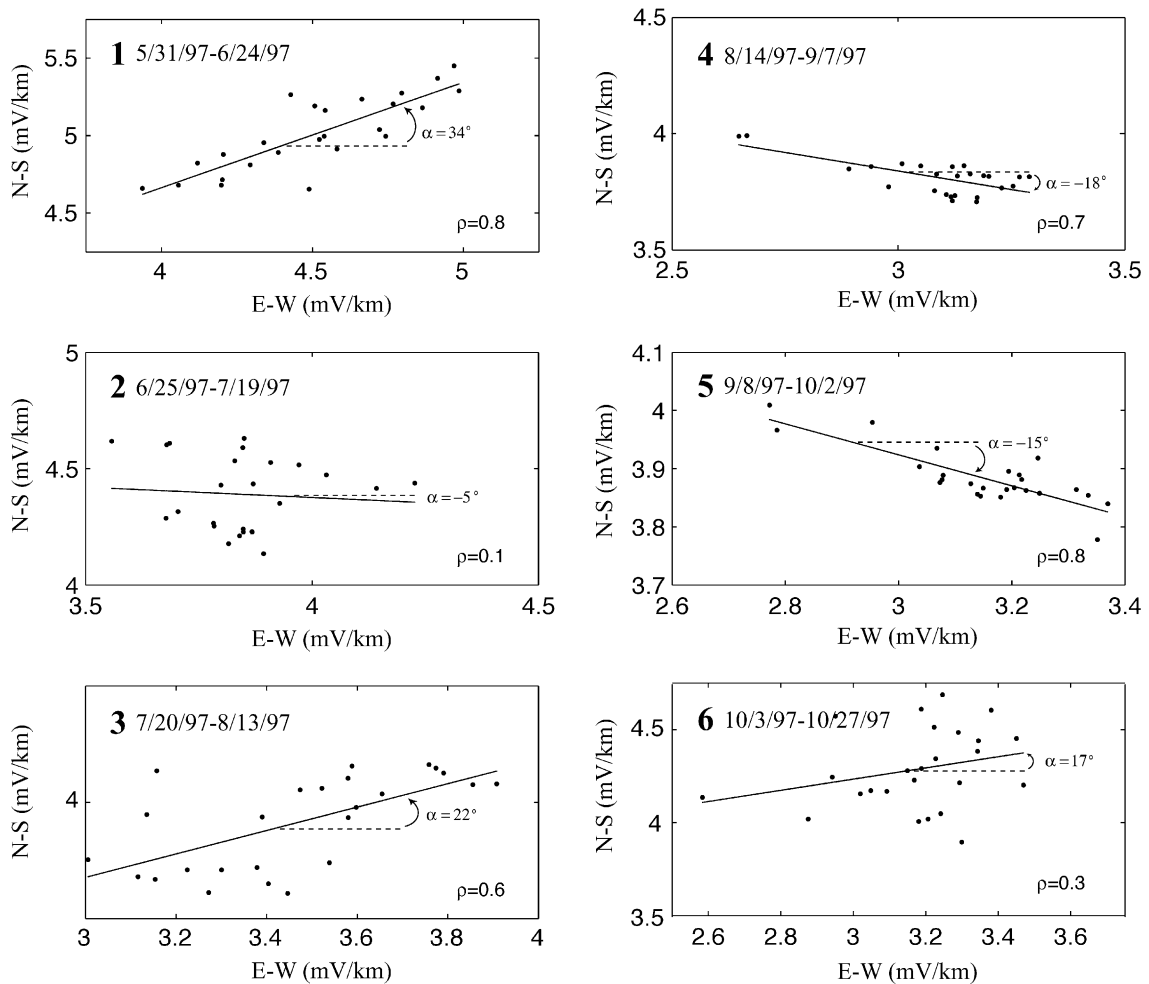 1 5/31/97-6/24/97
N-S (mV/km)
5.5
5
4.5
α = 34°
ρ=0.8
4 4.5 5
E-W (mV/km)
2 6/25/97-7/19/97
N-S (mV/km)
5
4.5
4
α = −5°
ρ=0.1
3.5 4 4.5
E-W (mV/km)
3 7/20/97-8/13/97
N-S (mV/km)
4
α = 22°
ρ=0.6
3 3.2 3.4 3.6 3.8 4
E-W (mV/km)
4 8/14/97-9/7/97
N-S (mV/km)
4.5
4
3.5
α = −18°
ρ=0.7
2.5 3 3.5
E-W (mV/km)
5 9/8/97-10/2/97
N-S (mV/km)
4.1
4
3.9
3.8
3.7
α = −15°
ρ=0.8
2.6 2.8 3 3.2 3.4
E-W (mV/km)
6 10/3/97-10/27/97
N-S (mV/km)
4.5
4
3.5
α = 17°
ρ=0.3
2.6 2.8 3 3.2 3.4 3.6
E-W (mV/km)